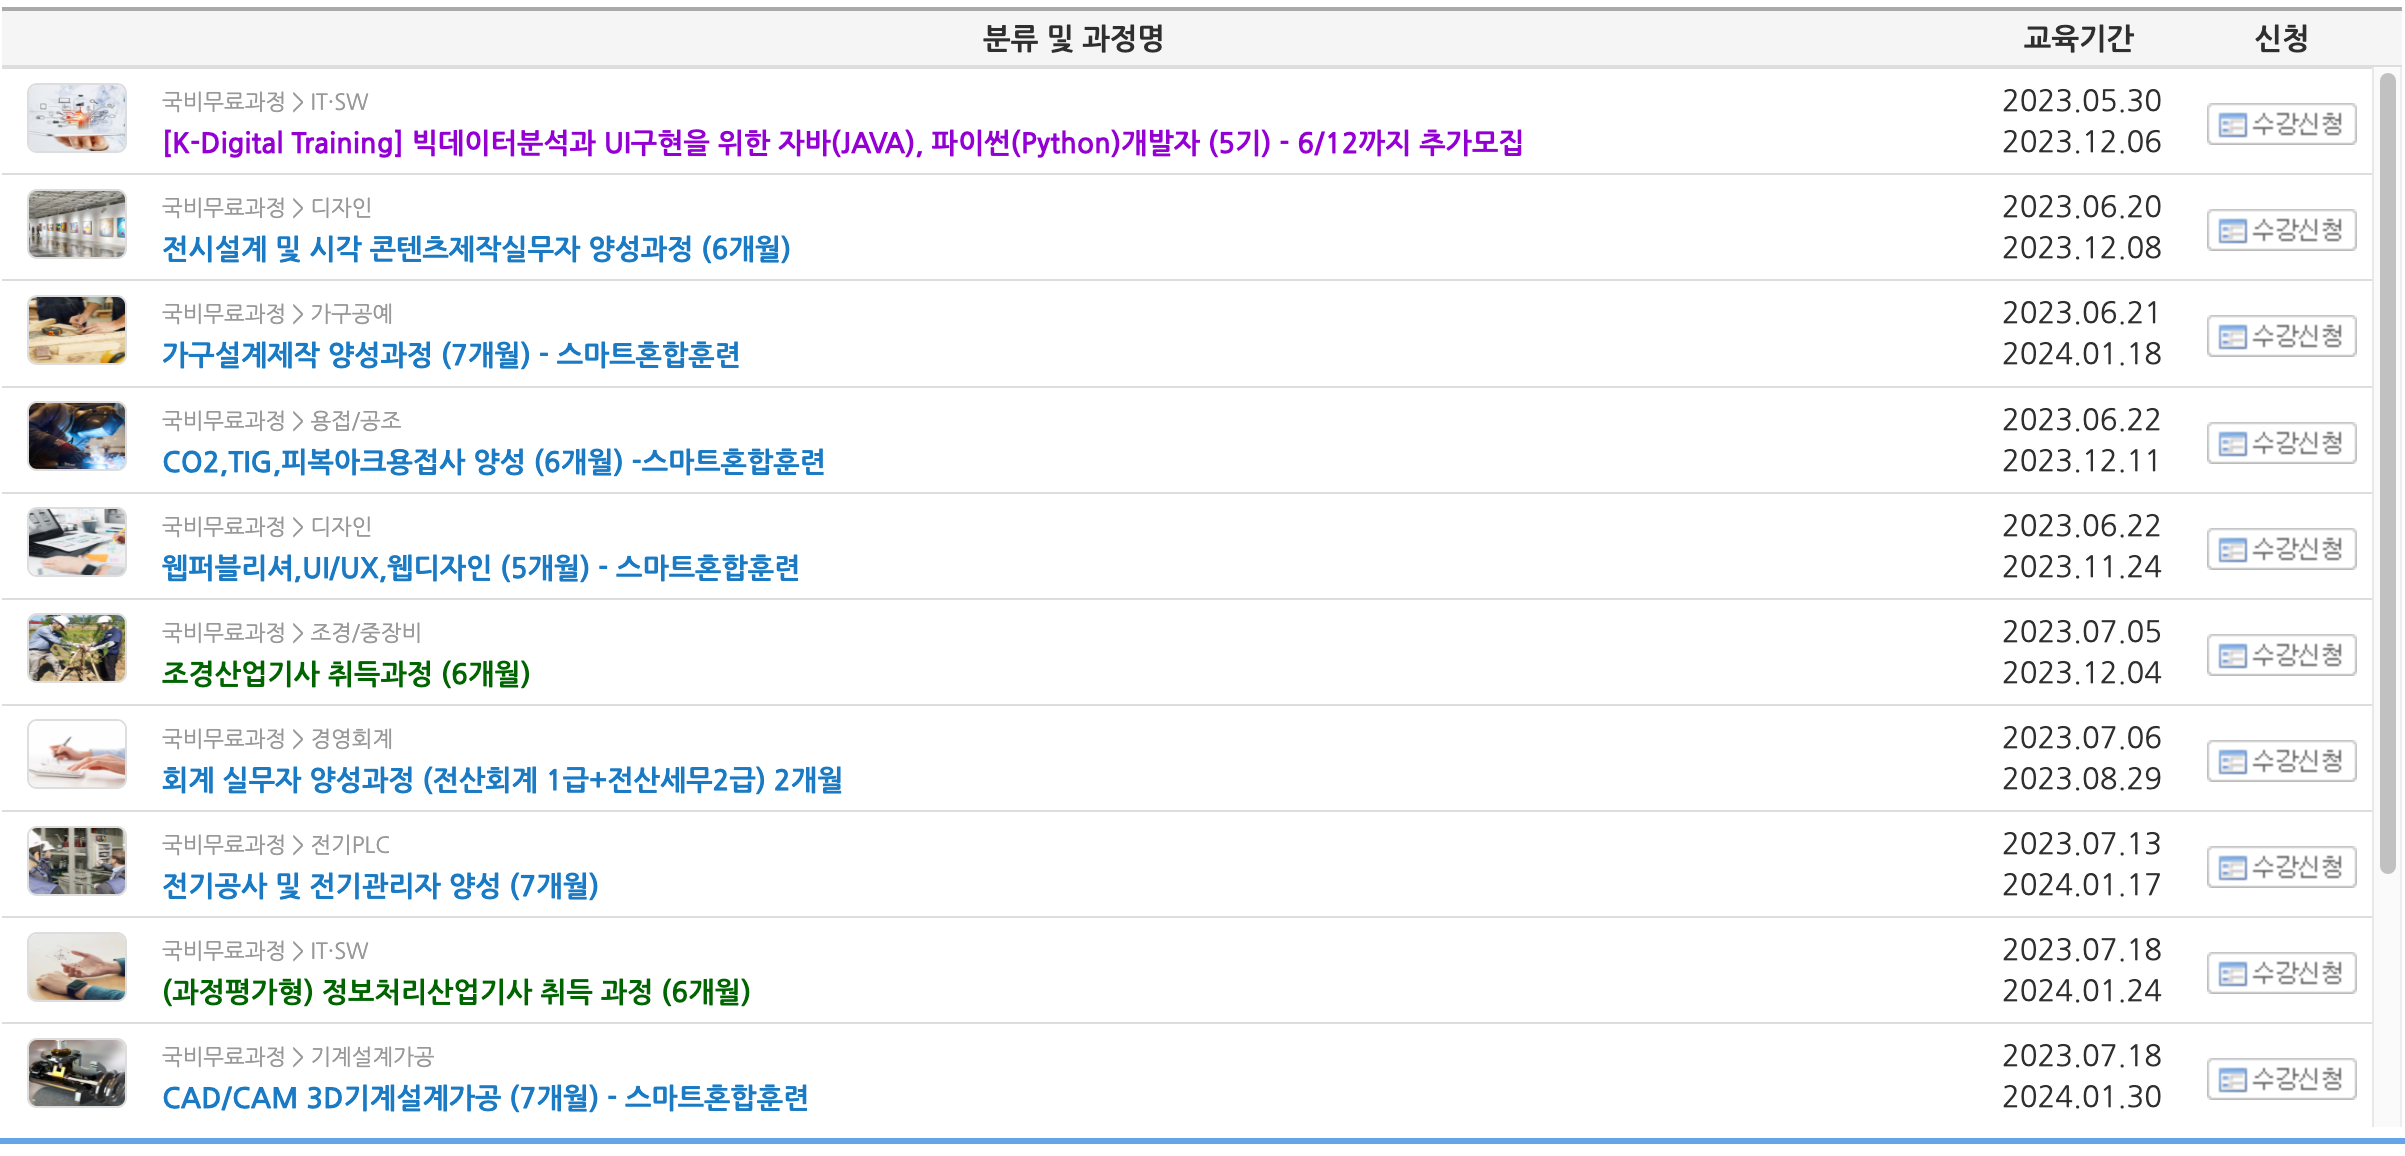 분류 및 과정명 교육기간 신청
국비무료과정 > IT·SW
[K-Digital Training] 빅데이터분석과 UI구현을 위한 자바(JAVA), 파이썬(Python)개발자 (5기) - 6/12까지 추가모집
2023.05.30
2023.12.06
수강신청
국비무료과정 > 디자인
전시설계 및 시각 콘텐츠제작실무자 양성과정 (6개월)
2023.06.20
2023.12.08
수강신청
국비무료과정 > 가구공예
가구설계제작 양성과정 (7개월) - 스마트혼합훈련
2023.06.21
2024.01.18
수강신청
국비무료과정 > 용접/공조
CO2,TIG,피복아크용접사 양성 (6개월) -스마트혼합훈련
2023.06.22
2023.12.11
수강신청
국비무료과정 > 디자인
웹퍼블리셔,UI/UX,웹디자인 (5개월) - 스마트혼합훈련
2023.06.22
2023.11.24
수강신청
국비무료과정 > 조경/중장비
조경산업기사 취득과정 (6개월)
2023.07.05
2023.12.04
수강신청
국비무료과정 > 경영회계
회계 실무자 양성과정 (전산회계 1급+전산세무2급) 2개월
2023.07.06
2023.08.29
수강신청
국비무료과정 > 전기PLC
전기공사 및 전기관리자 양성 (7개월)
2023.07.13
2024.01.17
수강신청
국비무료과정 > IT·SW
(과정평가형) 정보처리산업기사 취득 과정 (6개월)
2023.07.18
2024.01.24
수강신청
국비무료과정 > 기계설계가공
CAD/CAM 3D기계설계가공 (7개월) - 스마트혼합훈련
2023.07.18
2024.01.30
수강신청